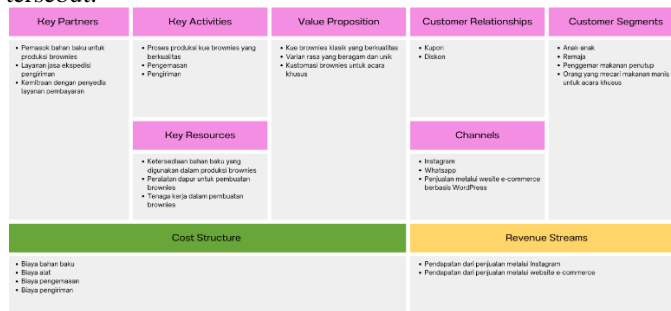 tersebut.
Key Partners
• Pemasok bahan baku untuk
produksi brownies
• Layanan jasa ekspedisi
pengiriman
• Kemitraan dengan penyedia
layanan pembayaran
Key Activities
• Proses produksi kue brownies yang
berkualitas
• Pengemasan
• Pengiriman
Key Resources
• Ketersediaan bahan baku yang
digunakan dalam produksi brownies
• Peralatan dapur untuk pembuatan
brownies
• Tenaga kerja dalam pembuatan
brownies
Value Proposition
• Kue brownies klasik yang berkualitas
• Varian rasa yang beragam dan unik
• Kustomasi brownies untuk acara
khusus
Customer Relationships
• Kupon
• Diskon
Channels
• Instagram
• Whatsapp
• Penjualan melalui wesite e-commerce
berbasis WordPress
Customer Segments
• Anak anak
• Remaja
• Penggemar makanan penutup
• Orang yang mecari makanan manis
untuk acara khusus
Cost Structure
• Biaya bahan baku
• Biaya alat
• Biaya pengemasan
• Biaya pengiriman
Revenue Streams
• Pendapatan dari penjualan melalui Instagram
• Pendapatan dari penjualan melalui website e-commerce